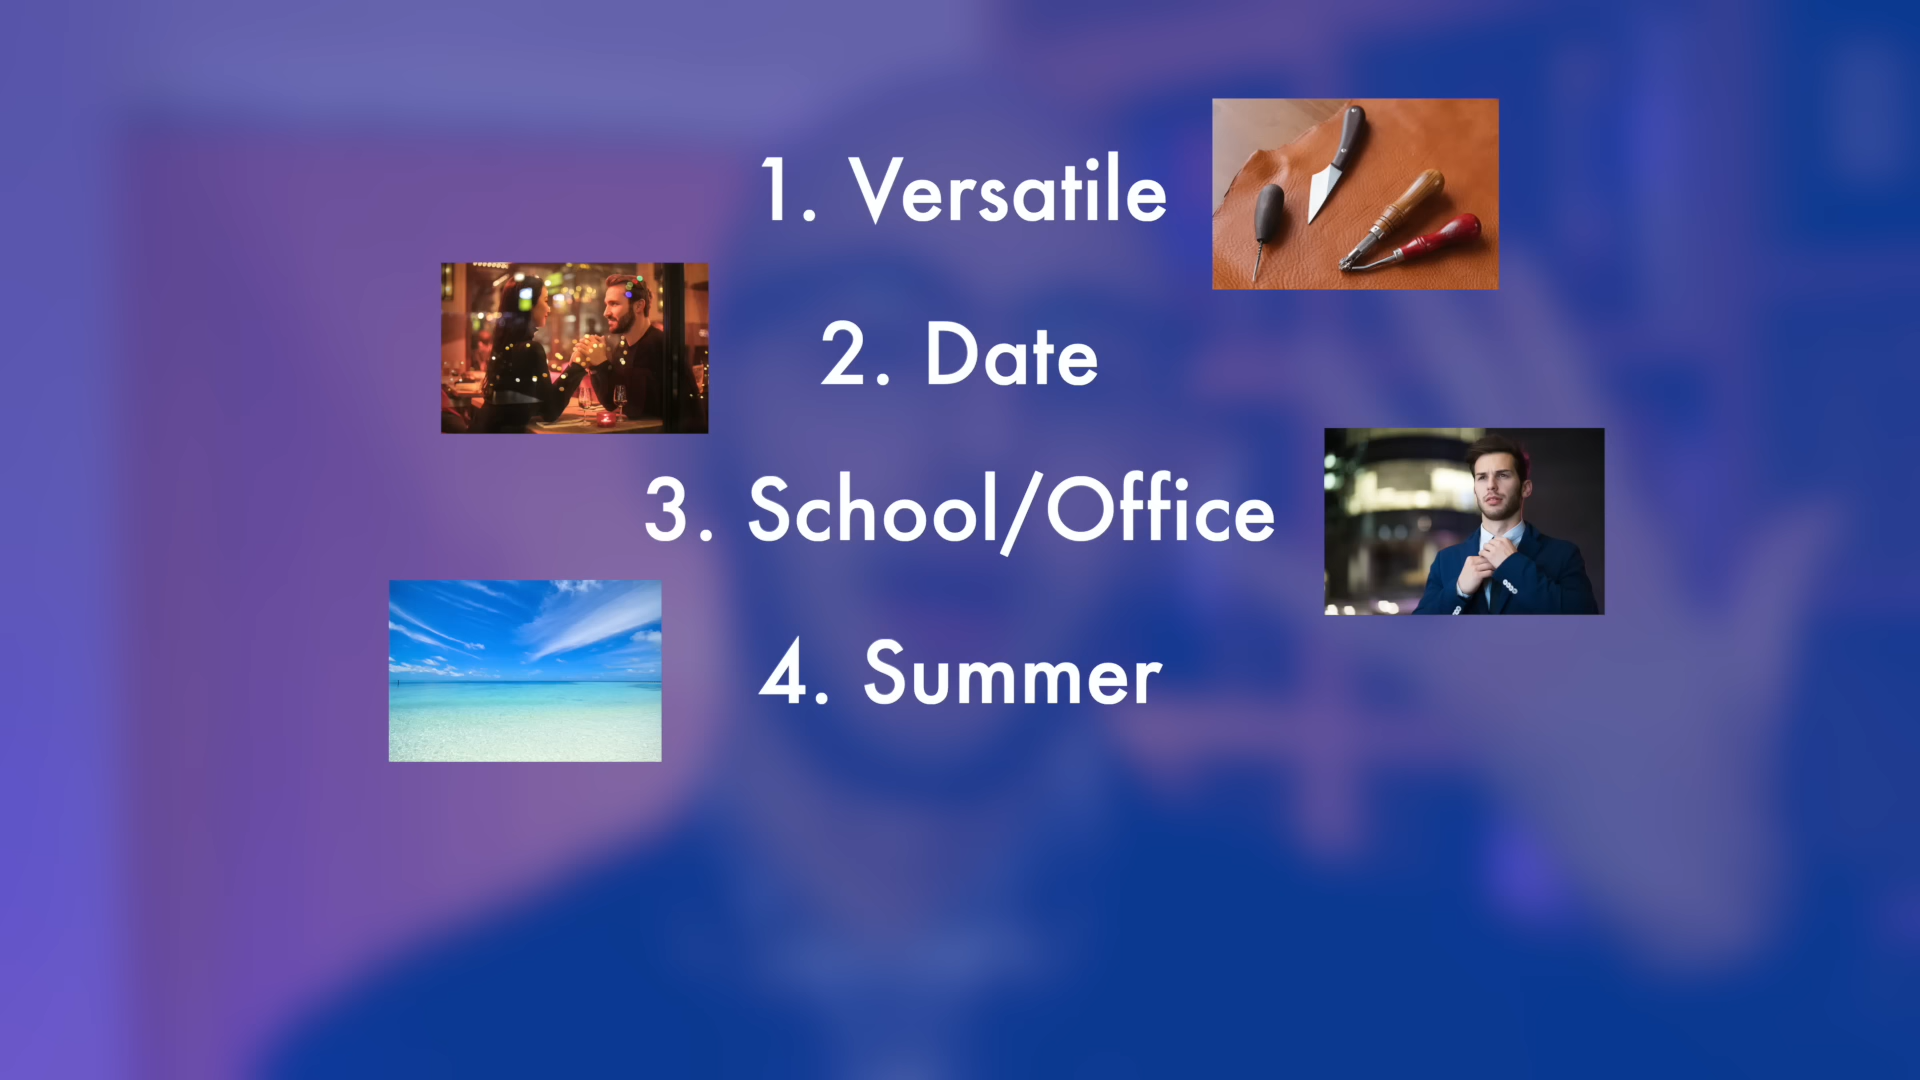 1. Versatile
2. Date
3. School/Office
4. Summer